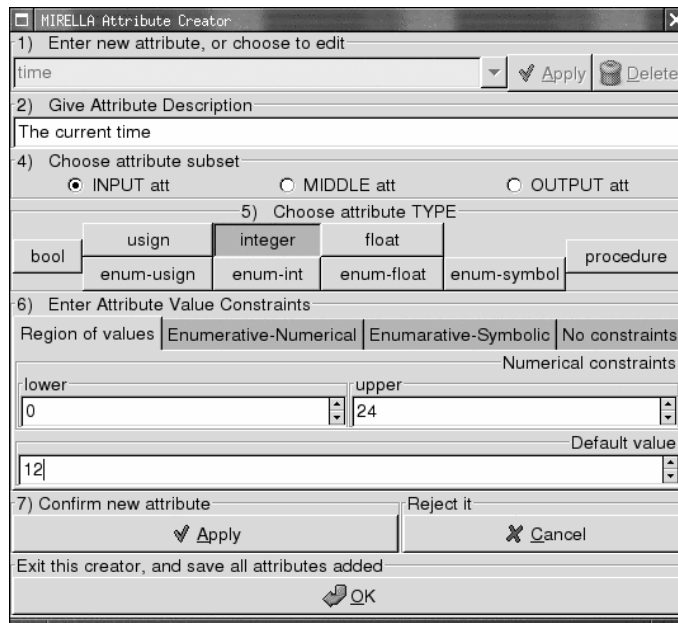 MIRELLA Attribute Creator
1) Enter new attribute, or choose to edit
time
Apply
Delete
2) Give Attribute Description
The current time
4) Choose attribute subset
INPUT att MIDDLE att OUTPUT att
5) Choose attribute TYPE
bool usign integer float procedure
enum-usign enum-int enum-float enum-symbol
6) Enter Attribute Value Constraints
Region of values Enumerative-Numerical Enumarative-Symbolic No constraints
Numerical constraints
lower upper
0 24
Default value
12
7) Confirm new attribute Reject it
Apply Cancel
Exit this creator, and save all attributes added
OK